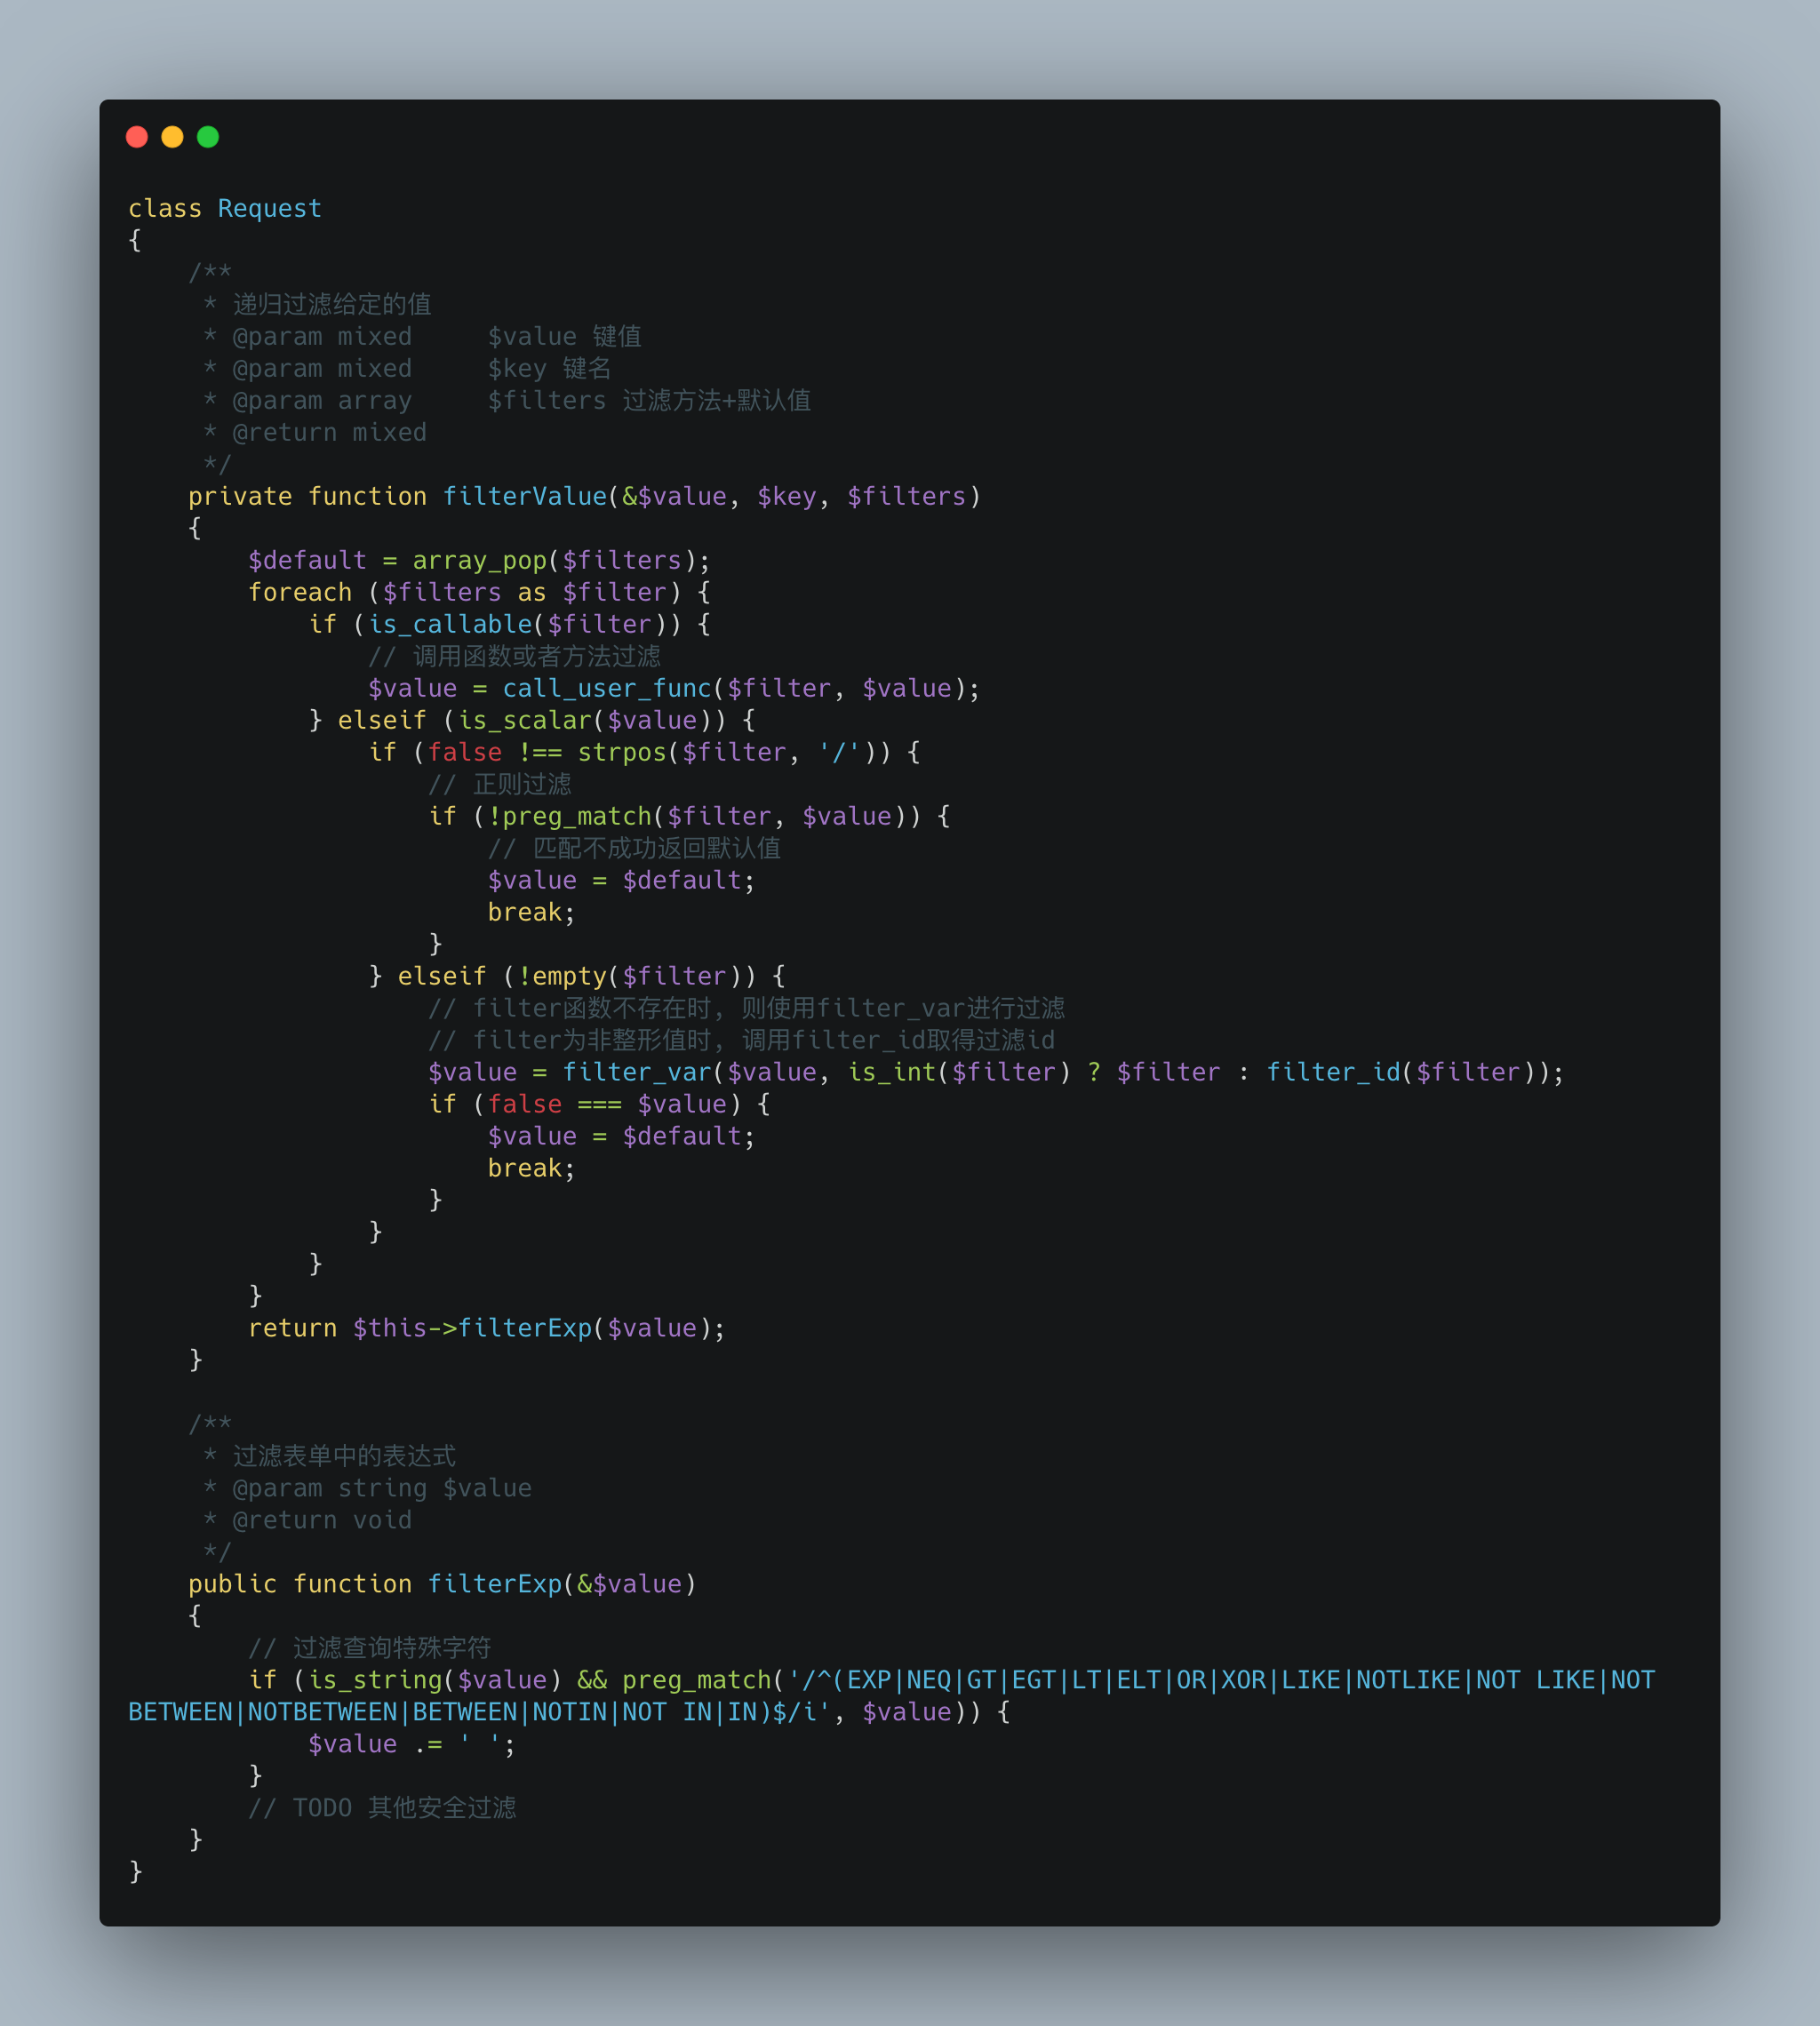 class Request
{
    /**
     * 递归过滤给定的值
     * @param mixed     $value 键值
     * @param mixed     $key 键名
     * @param array     $filters 过滤方法+默认值
     * @return mixed
     */
    private function filterValue(&$value, $key, $filters)
    {
        $default = array_pop($filters);
        foreach ($filters as $filter) {
            if (is_callable($filter)) {
                // 调用函数或者方法过滤
                $value = call_user_func($filter, $value);
            } elseif (is_scalar($value)) {
                if (false !== strpos($filter, '/')) {
                    // 正则过滤
                    if (!preg_match($filter, $value)) {
                        // 匹配不成功返回默认值
                        $value = $default;
                        break;
                    }
                } elseif (!empty($filter)) {
                    // filter函数不存在时, 则使用filter_var进行过滤
                    // filter为非整形值时, 调用filter_id取得过滤id
                    $value = filter_var($value, is_int($filter) ? $filter : filter_id($filter));
                    if (false === $value) {
                        $value = $default;
                        break;
                    }
                }
            }
        }
        return $this->filterExp($value);
    }

    /**
     * 过滤表单中的表达式
     * @param string $value
     * @return void
     */
    public function filterExp(&$value)
    {
        // 过滤查询特殊字符
        if (is_string($value) && preg_match('/^(EXP|NEQ|GT|EGT|LT|ELT|OR|XOR|LIKE|NOTLIKE|NOT LIKE|NOT
BETWEEN|NOTBETWEEN|BETWEEN|NOTIN|NOT IN|IN)$/i', $value)) {
            $value .= ' ';
        }
        // TODO 其他安全过滤
    }
}